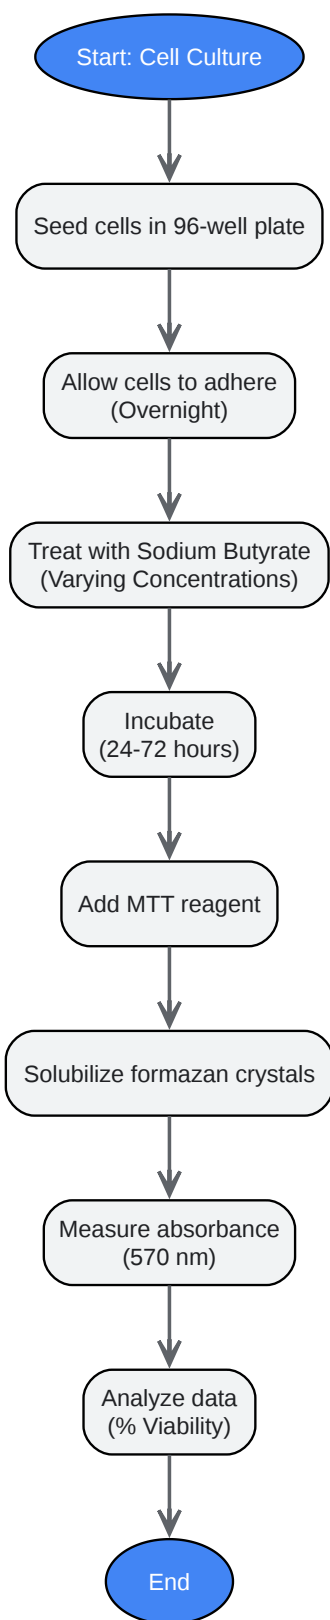 Start: Cell Culture
Seed cells in 96-well plate
Allow cells to adhere
(Overnight)
Treat with Sodium Butyrate
(Varying Concentrations)
Incubate
(24-72 hours)
Add MTT reagent
Solubilize formazan crystals
Measure absorbance
(570 nm)
Analyze data
(% Viability)
End